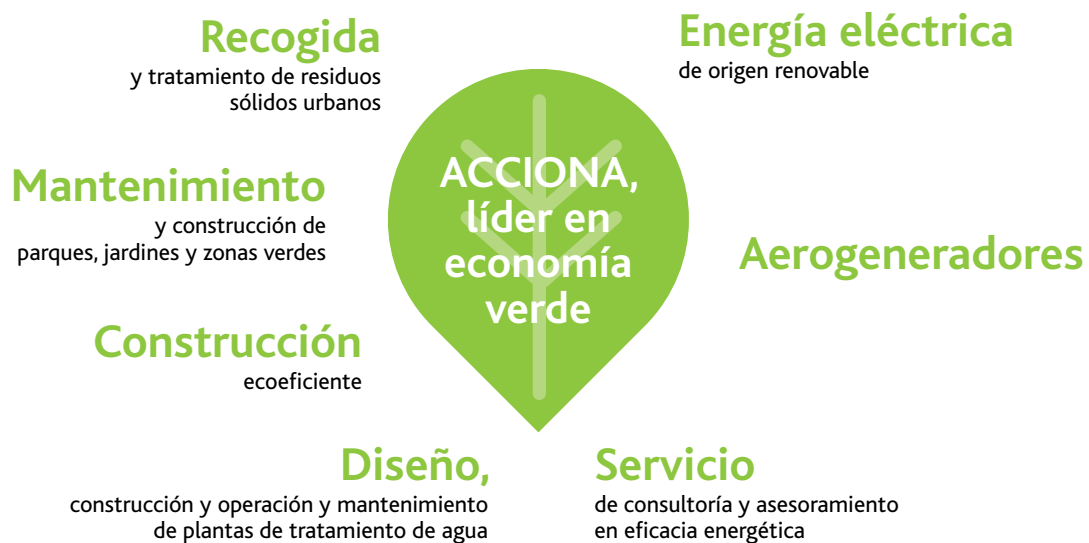 Recogida
y tratamiento de residuos
sólidos urbanos
Energía eléctrica
de origen renovable
Mantenimiento
y construcción de
parques, jardines y zonas verdes
ACCIONA,
líder en
economía
verde
Aerogeneradores
Construcción
ecoeficiente
Diseño,
construcción y operación y mantenimiento
de plantas de tratamiento de agua
Servicio
de consultoría y asesoramiento
en eficacia energética